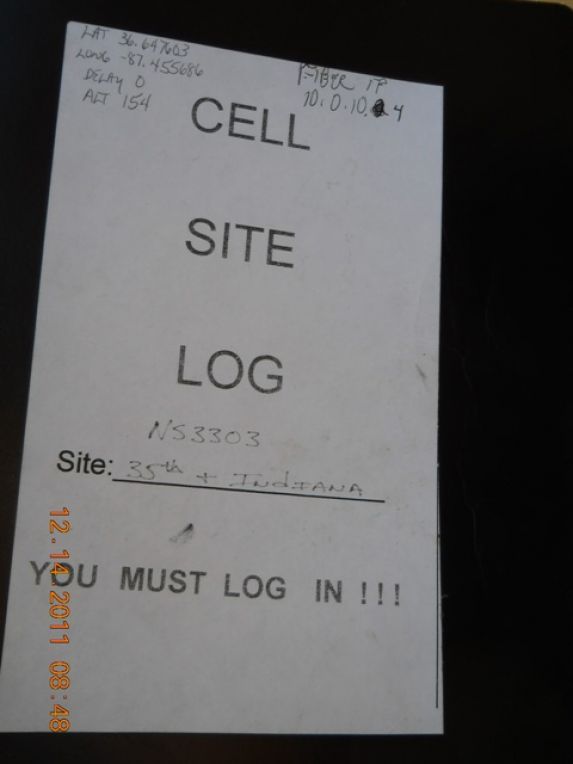 LAT 36.647603
LONG -87.455686
DELAY 0
ALT 154
FIBER IP
10.0.10.4
CELL
SITE
LOG
NS3303
Site: 35th + INdIANA
YOU MUST LOG IN !!!
12.14.2011 08:48